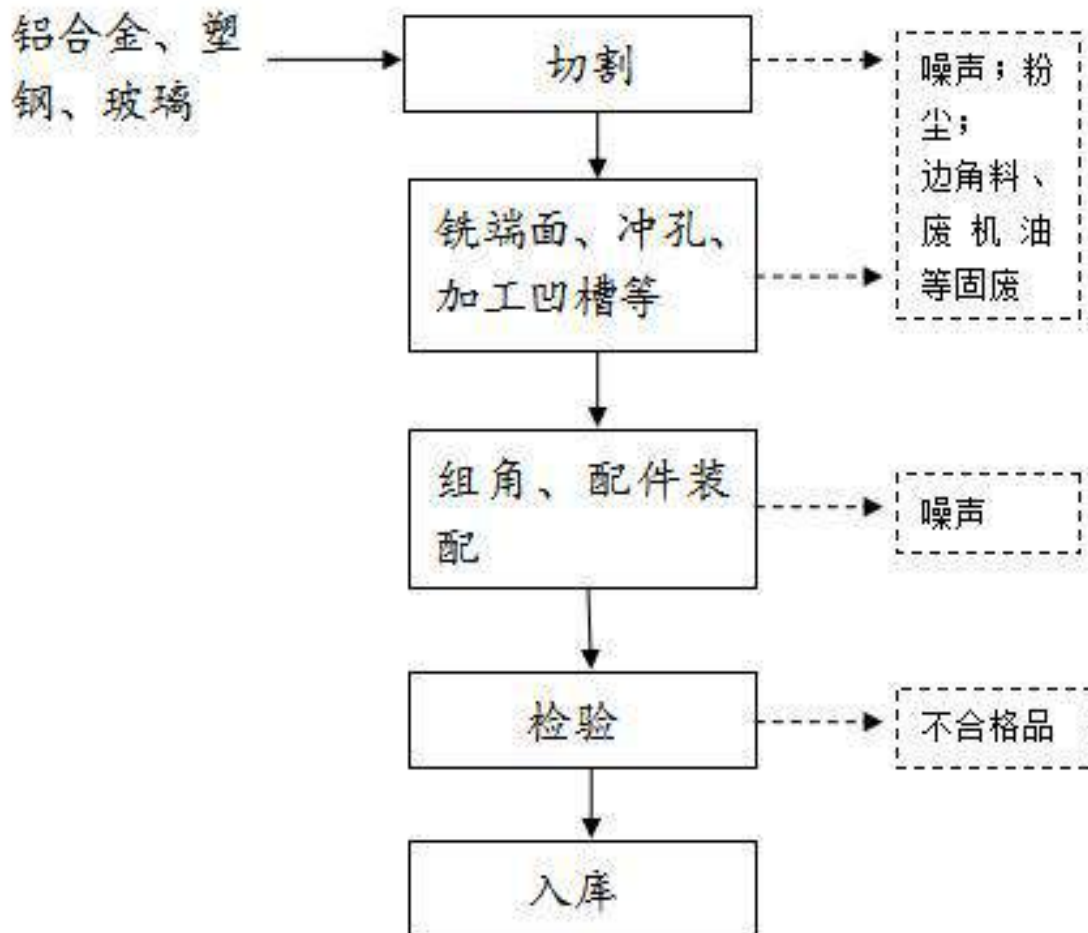 铝合金、塑
钢、玻璃
切割
噪声；粉
尘；
边角料、
废机油
等固废
铣端面、冲孔、
加工凹槽等
组角、配件装
配
噪声
检验
不合格品
入库